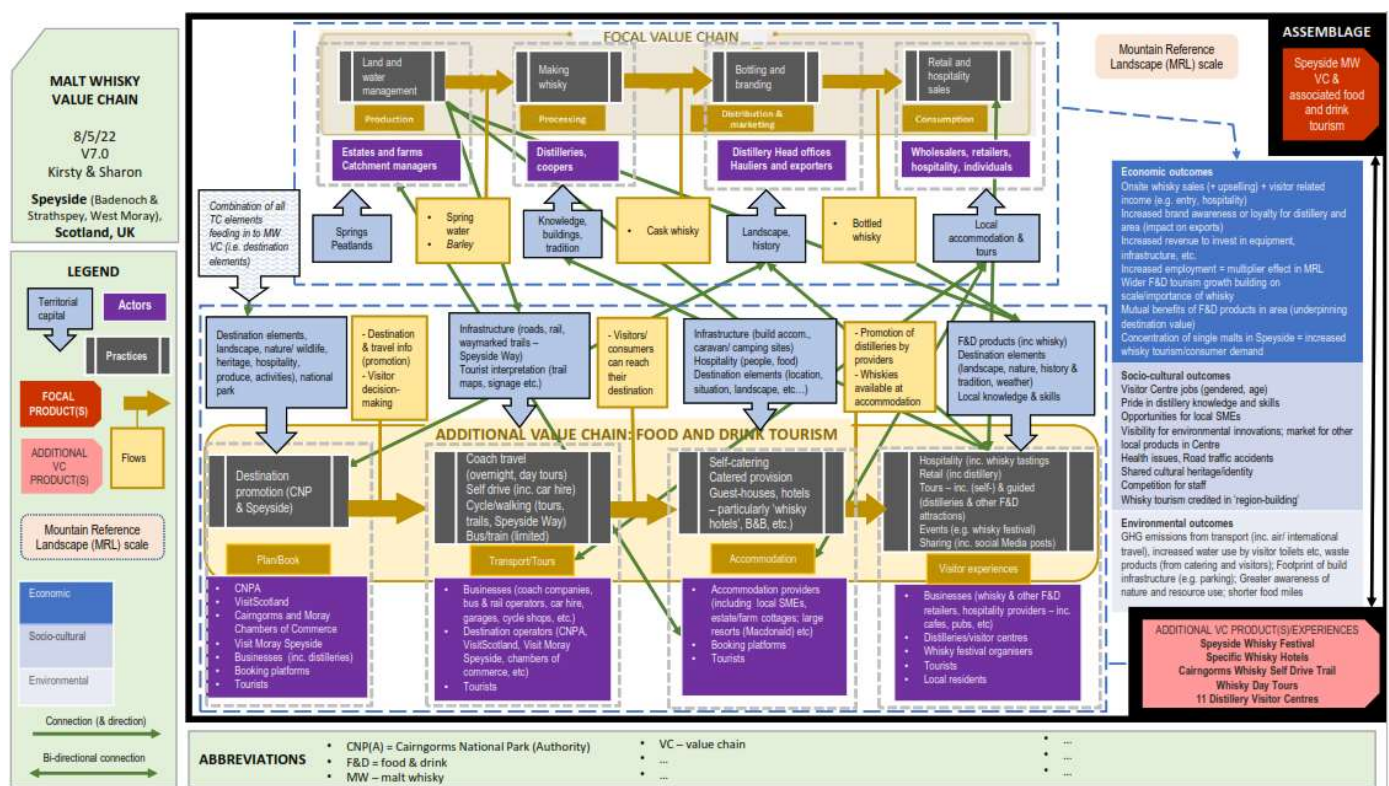 MALT WHISKY
VALUE CHAIN
8/5/22
V7.0
Kirsty & Sharon
Speyside (Badenoch &
Strathspey, West Moray),
Scotland, UK
LEGEND
Territorial
capital
Actors
Practices
FOCAL
PRODUCT(S)
ADDITIONAL
VC
PRODUCT(S)
Flows
Mountain Reference
Landscape (MRL) scale
Economic
Socio-cultural
Environmental
Connection (& direction)
Bi-directional connection
FOCAL VALUE CHAIN
Land and
water
management
Making
whisky
Bottling and
branding
Retail and
hospitality
sales
Production
Processing
Distribution &
marketing
Consumption
Estates and farms
Catchment managers
Distilleries,
coopers
Distillery Head offices
Hauliers and exporters
Wholesalers, retailers,
hospitality, individuals
Combination of all
TC elements
feeding in to MW
VC (i.e. destination
elements)
Springs
Peatlands
• Spring
water
• Barley
Knowledge,
buildings,
tradition
• Cask whisky
Landscape,
history
• Bottled
whisky
Local
accommodation &
tours
Mountain Reference
Landscape (MRL) scale
Destination elements,
landscape, nature/ wildlife,
heritage, hospitality,
produce, activities), national
park
- Destination
& travel info
(promotion)
- Visitor
decision-
making
Infrastructure (roads, rail,
waymarked trails –
Speyside Way)
Tourist interpretation (trail
maps, signage etc.)
- Visitors/
consumers
can reach
their
destination
Infrastructure (build accom.,
caravan/ camping sites)
Hospitality (people, food)
Destination elements (location,
situation, landscape, etc…)
- Promotion of
distilleries by
providers
- Whiskies
available at
accommodation
F&D products (inc whisky)
Destination elements
(landscape, nature, history &
tradition, weather)
Local knowledge & skills
ADDITIONAL VALUE CHAIN: FOOD AND DRINK TOURISM
Destination
promotion (CNP
& Speyside)
Coach travel
(overnight, day tours)
Self drive (inc. car hire)
Cycle/walking (tours,
trails, Speyside Way)
Bus/train (limited)
Self-catering
Catered provision
Guest-houses, hotels
– particularly 'whisky
hotels', B&B, etc.)
Hospitality (inc. whisky tastings
Retail (inc distillery)
Tours – inc. (self-) & guided
(distilleries & other F&D
attractions)
Events (e.g. whisky festival)
Sharing (inc. social Media posts)
Plan/Book
Transport/Tours
Accommodation
Visitor experiences
• CNPA
• VisitScotland
• Cairngorms and Moray
Chambers of Commerce
• Visit Moray Speyside
• Businesses (inc. distilleries)
• Booking platforms
• Tourists
• Businesses (coach companies,
bus & rail operators, car hire,
garages, cycle shops, etc.)
• Destination operators (CNPA,
VisitScotland, Visit Moray
Speyside, chambers of
commerce, etc)
• Tourists
• Accommodation providers
(including local SMEs,
estate/farm cottages; large
resorts (Macdonald) etc)
• Booking platforms
• Tourists
• Businesses (whisky & other F&D
retailers, hospitality providers – inc.
cafes, pubs, etc)
• Distilleries/visitor centres
• Whisky festival organisers
• Tourists
• Local residents
ASSEMBLAGE
Speyside MW
VC &
associated food
and drink
tourism
Economic outcomes
Onsite whisky sales (+ upselling) + visitor related
income (e.g. entry, hospitality)
Increased brand awareness or loyalty for distillery and
area (impact on exports)
Increased revenue to invest in equipment,
infrastructure, etc.
Increased employment = multiplier effect in MRL
Wider F&D tourism growth building on
scale/importance of whisky
Mutual benefits of F&D products in area (underpinning
destination value)
Concentration of single malts in Speyside = increased
whisky tourism/consumer demand
Socio-cultural outcomes
Visitor Centre jobs (gendered, age)
Pride in distillery knowledge and skills
Opportunities for local SMEs
Visibility for environmental innovations; market for other
local products in Centre
Health issues, Road traffic accidents
Shared cultural heritage/identity
Competition for staff
Whisky tourism credited in 'region-building'
Environmental outcomes
GHG emissions from transport (inc. air/ international
travel), increased water use by visitor toilets etc, waste
products (from catering and visitors); Footprint of build
infrastructure (e.g. parking); Greater awareness of
nature and resource use; shorter food miles
ADDITIONAL VC PRODUCT(S)/EXPERIENCES
Speyside Whisky Festival
Specific Whisky Hotels
Cairngorms Whisky Self Drive Trail
Whisky Day Tours
11 Distillery Visitor Centres
ABBREVIATIONS
• CNP(A) = Cairngorms National Park (Authority)
• F&D = food & drink
• MW – malt whisky
• VC – value chain
• ...
• ...
• ...
• ...
• ...